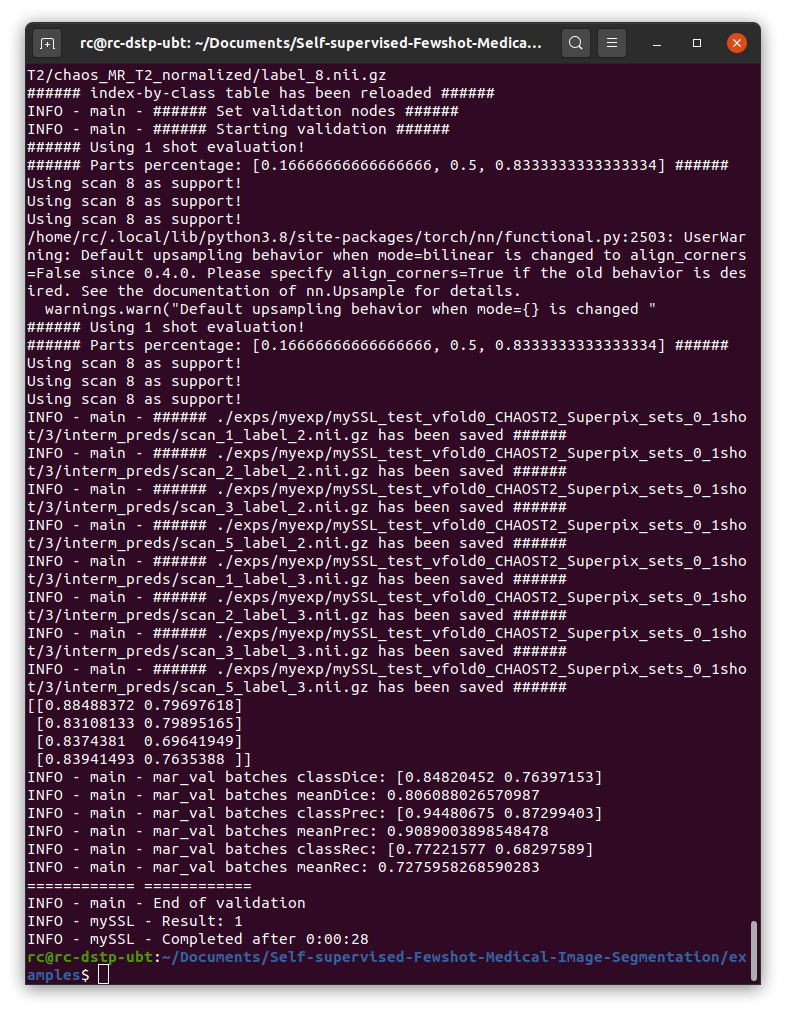 rc@rc-dstp-ubt: ~/Documents/Self-supervised-Fewshot-Medica...
T2/chaos_MR_T2_normalized/label_8.nii.gz
###### index-by-class table has been reloaded ######
INFO - main - ###### Set validation nodes ######
INFO - main - ###### Starting validation ######
###### Using 1 shot evaluation!
###### Parts percentage: [0.16666666666666666, 0.5, 0.8333333333333334] ######
Using scan 8 as support!
Using scan 8 as support!
Using scan 8 as support!
/home/rc/.local/lib/python3.8/site-packages/torch/nn/functional.py:2503: UserWar
ning: Default upsampling behavior when mode=bilinear is changed to align_corners
=False since 0.4.0. Please specify align_corners=True if the old behavior is des
ired. See the documentation of nn.Upsample for details.
  warnings.warn("Default upsampling behavior when mode={} is changed "
###### Using 1 shot evaluation!
###### Parts percentage: [0.16666666666666666, 0.5, 0.8333333333333334] ######
Using scan 8 as support!
Using scan 8 as support!
Using scan 8 as support!
INFO - main - ###### ./exps/myexp/mySSL_test_vfold0_CHAOST2_Superpix_sets_0_1sho
t/3/interm_preds/scan_1_label_2.nii.gz has been saved ######
INFO - main - ###### ./exps/myexp/mySSL_test_vfold0_CHAOST2_Superpix_sets_0_1sho
t/3/interm_preds/scan_2_label_2.nii.gz has been saved ######
INFO - main - ###### ./exps/myexp/mySSL_test_vfold0_CHAOST2_Superpix_sets_0_1sho
t/3/interm_preds/scan_3_label_2.nii.gz has been saved ######
INFO - main - ###### ./exps/myexp/mySSL_test_vfold0_CHAOST2_Superpix_sets_0_1sho
t/3/interm_preds/scan_5_label_2.nii.gz has been saved ######
INFO - main - ###### ./exps/myexp/mySSL_test_vfold0_CHAOST2_Superpix_sets_0_1sho
t/3/interm_preds/scan_1_label_3.nii.gz has been saved ######
INFO - main - ###### ./exps/myexp/mySSL_test_vfold0_CHAOST2_Superpix_sets_0_1sho
t/3/interm_preds/scan_2_label_3.nii.gz has been saved ######
INFO - main - ###### ./exps/myexp/mySSL_test_vfold0_CHAOST2_Superpix_sets_0_1sho
t/3/interm_preds/scan_3_label_3.nii.gz has been saved ######
INFO - main - ###### ./exps/myexp/mySSL_test_vfold0_CHAOST2_Superpix_sets_0_1sho
t/3/interm_preds/scan_5_label_3.nii.gz has been saved ######
[[0.88488372 0.79697618]
 [0.83108133 0.79895165]
 [0.8374381  0.69641949]
 [0.83941493 0.7635388 ]]
INFO - main - mar_val batches classDice: [0.84820452 0.76397153]
INFO - main - mar_val batches meanDice: 0.806088026570987
INFO - main - mar_val batches classPrec: [0.94480675 0.87299403]
INFO - main - mar_val batches meanPrec: 0.9089003898548478
INFO - main - mar_val batches classRec: [0.77221577 0.68297589]
INFO - main - mar_val batches meanRec: 0.7275958268590283
============ ============
INFO - main - End of validation
INFO - mySSL - Result: 1
INFO - mySSL - Completed after 0:00:28
rc@rc-dstp-ubt:~/Documents/Self-supervised-Fewshot-Medical-Image-Segmentation/ex
amples$